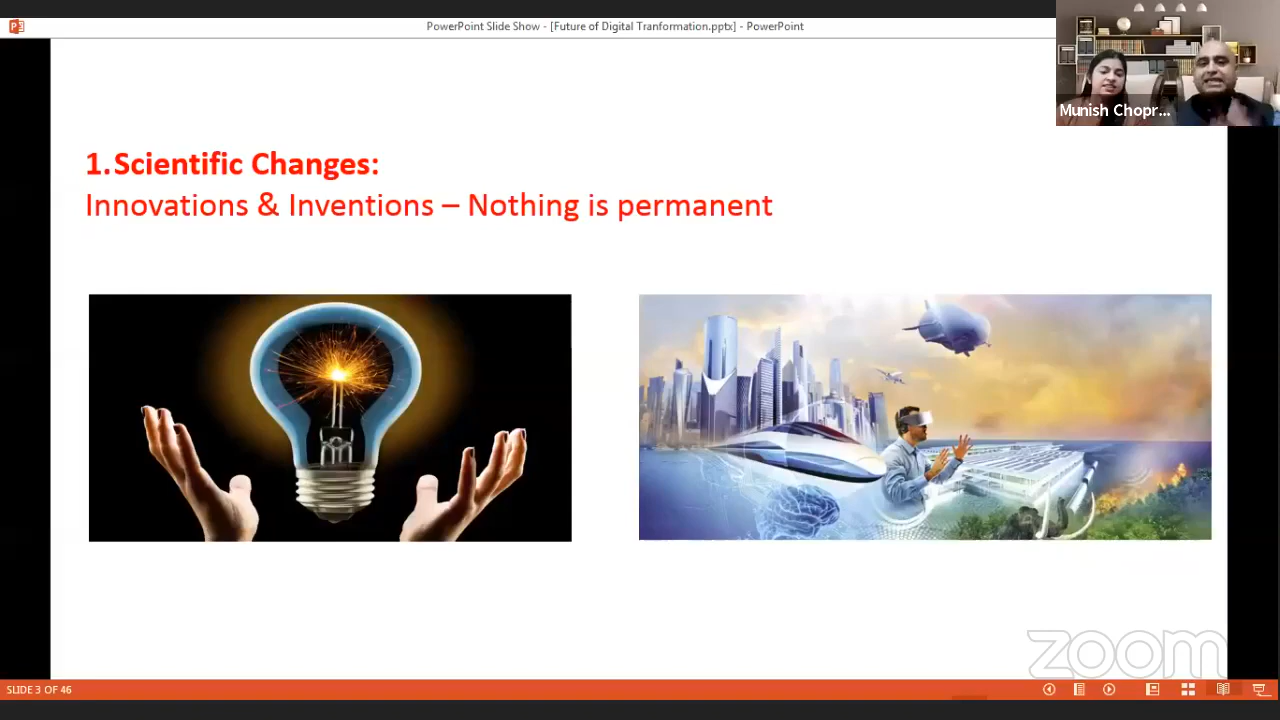 PowerPoint Slide Show - [Future of Digital Tranformation.pptx] - PowerPoint
Munish Chopr...
1. Scientific Changes:
Innovations & Inventions – Nothing is permanent
zoom
SLIDE 3 OF 46